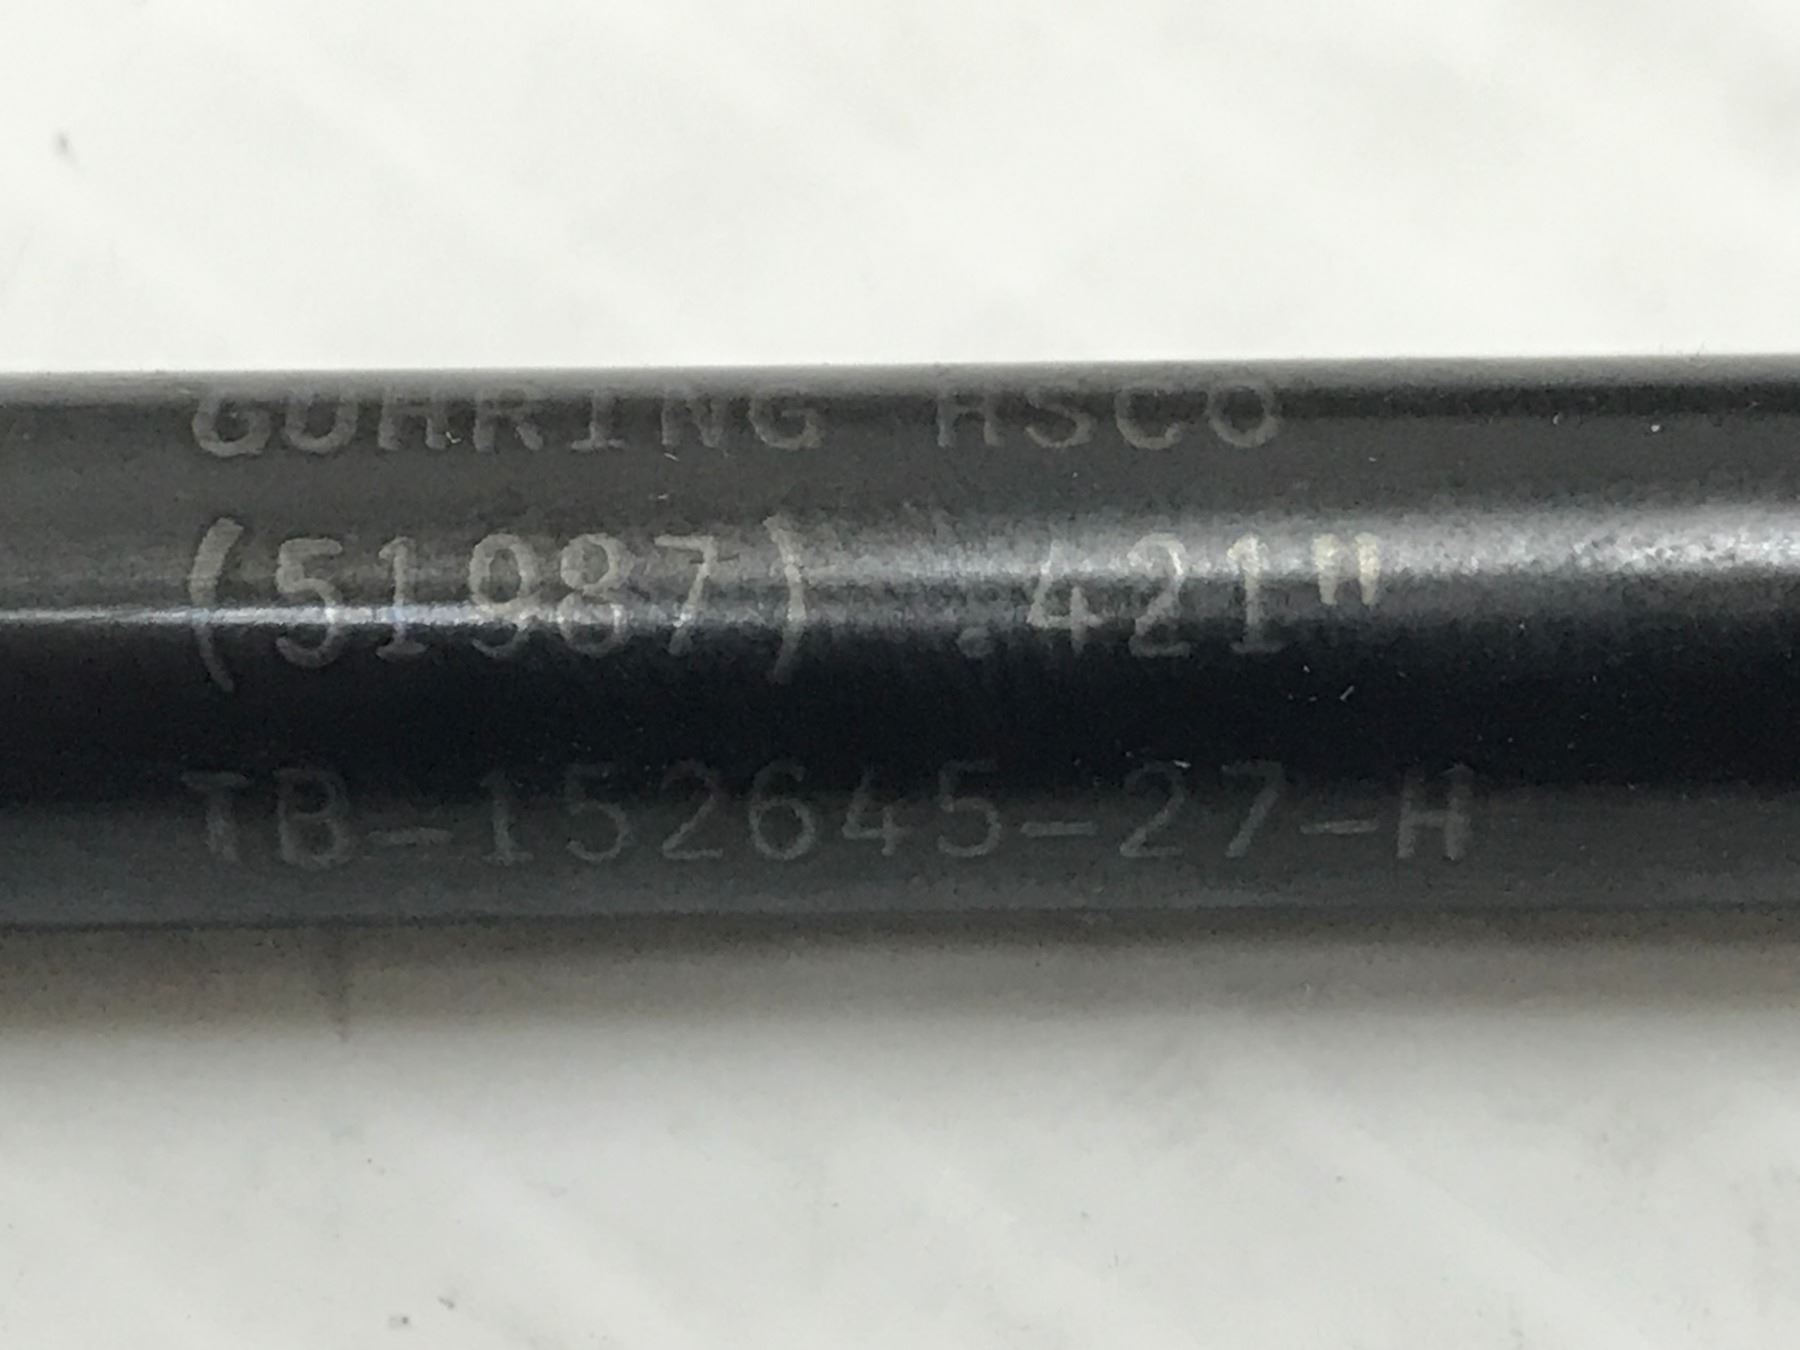 GUHRING HSCO
(51987) .421"
TB-152645-27-H